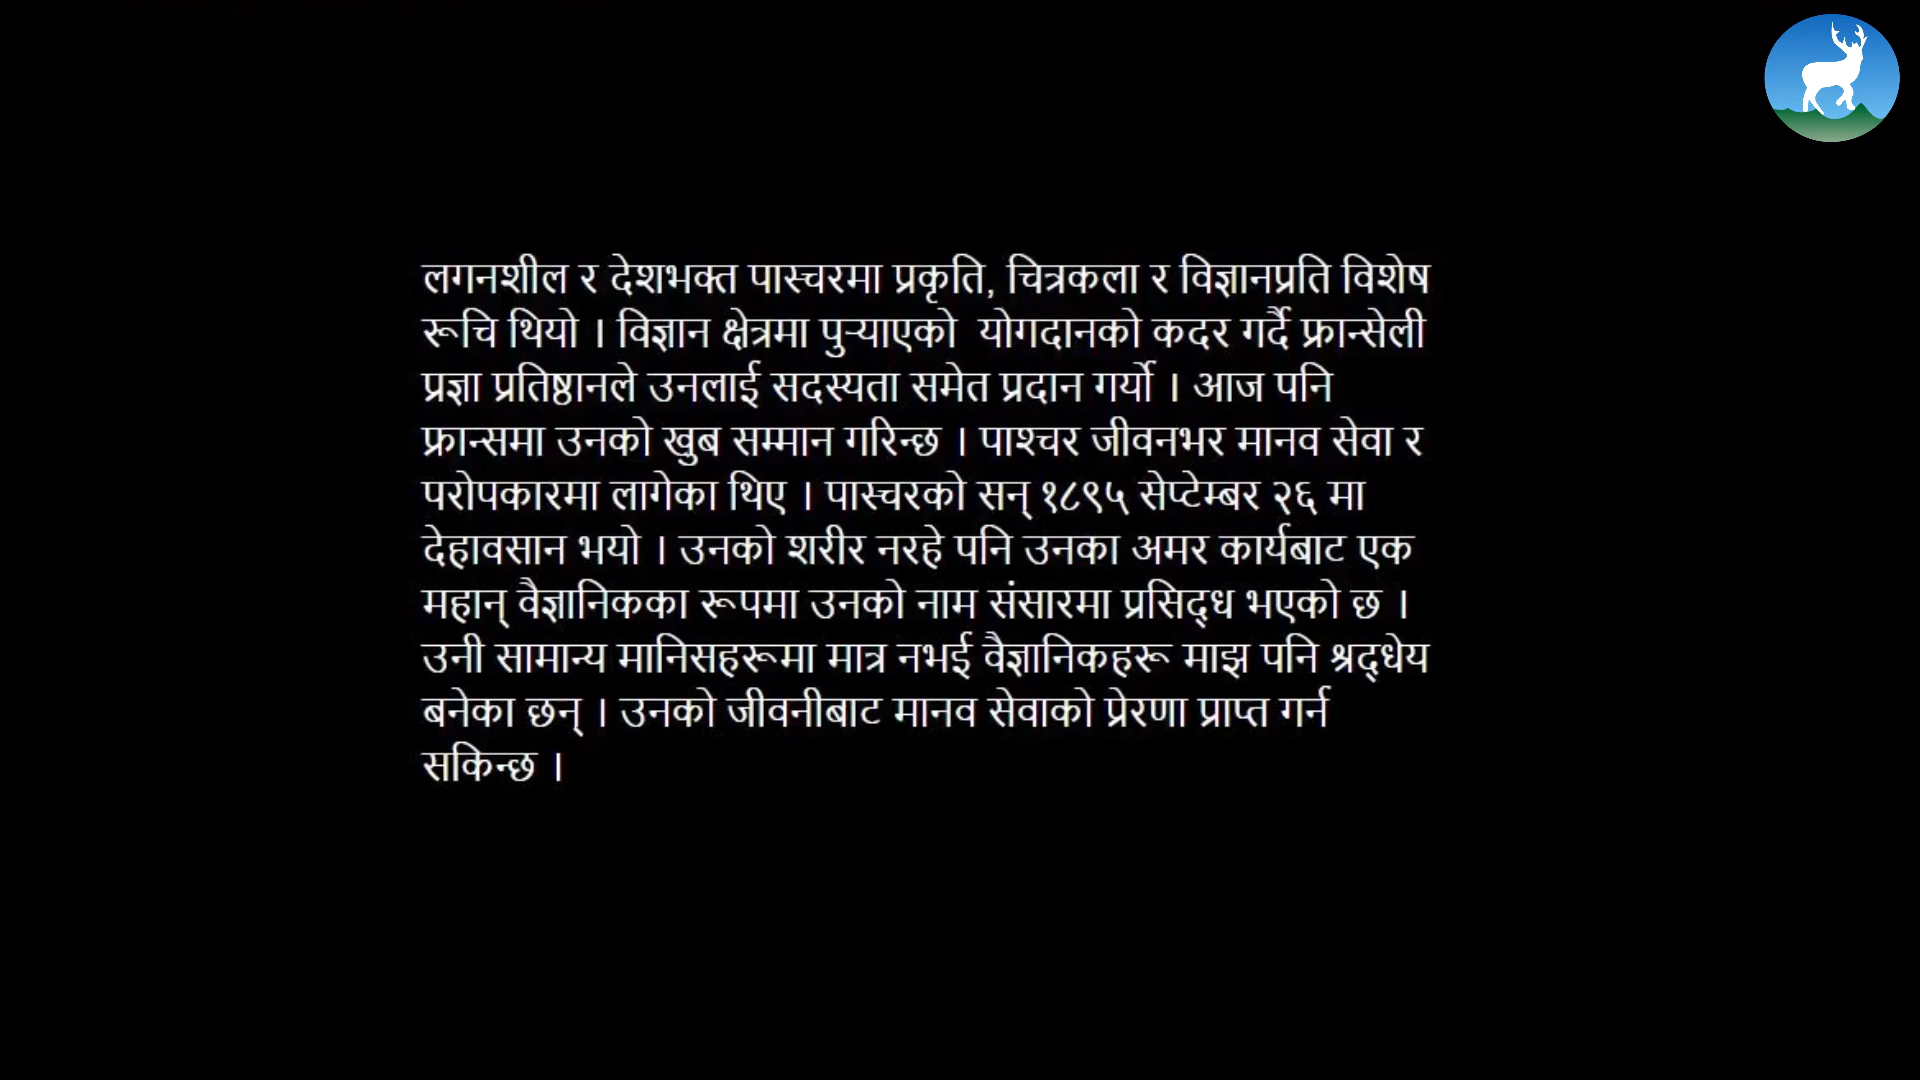 लगनशील र देशभक्त पास्चरमा प्रकृति, चित्रकला र विज्ञानप्रति विशेष
रूचि थियो । विज्ञान क्षेत्रमा पुऱ्याएको  योगदानको कदर गर्दै फ्रान्सेली
प्रज्ञा प्रतिष्ठानले उनलाई सदस्यता समेत प्रदान गर्यो । आज पनि
फ्रान्समा उनको खुब सम्मान गरिन्छ । पाश्चर जीवनभर मानव सेवा र
परोपकारमा लागेका थिए । पास्चरको सन् १८९५ सेप्टेम्बर २६ मा
देहावसान भयो । उनको शरीर नरहे पनि उनका अमर कार्यबाट एक
महान् वैज्ञानिकका रूपमा उनको नाम संसारमा प्रसिद्ध भएको छ ।
उनी सामान्य मानिसहरूमा मात्र नभई वैज्ञानिकहरू माझ पनि श्रद्धेय
बनेका छन् । उनको जीवनीबाट मानव सेवाको प्रेरणा प्राप्त गर्न
सकिन्छ ।